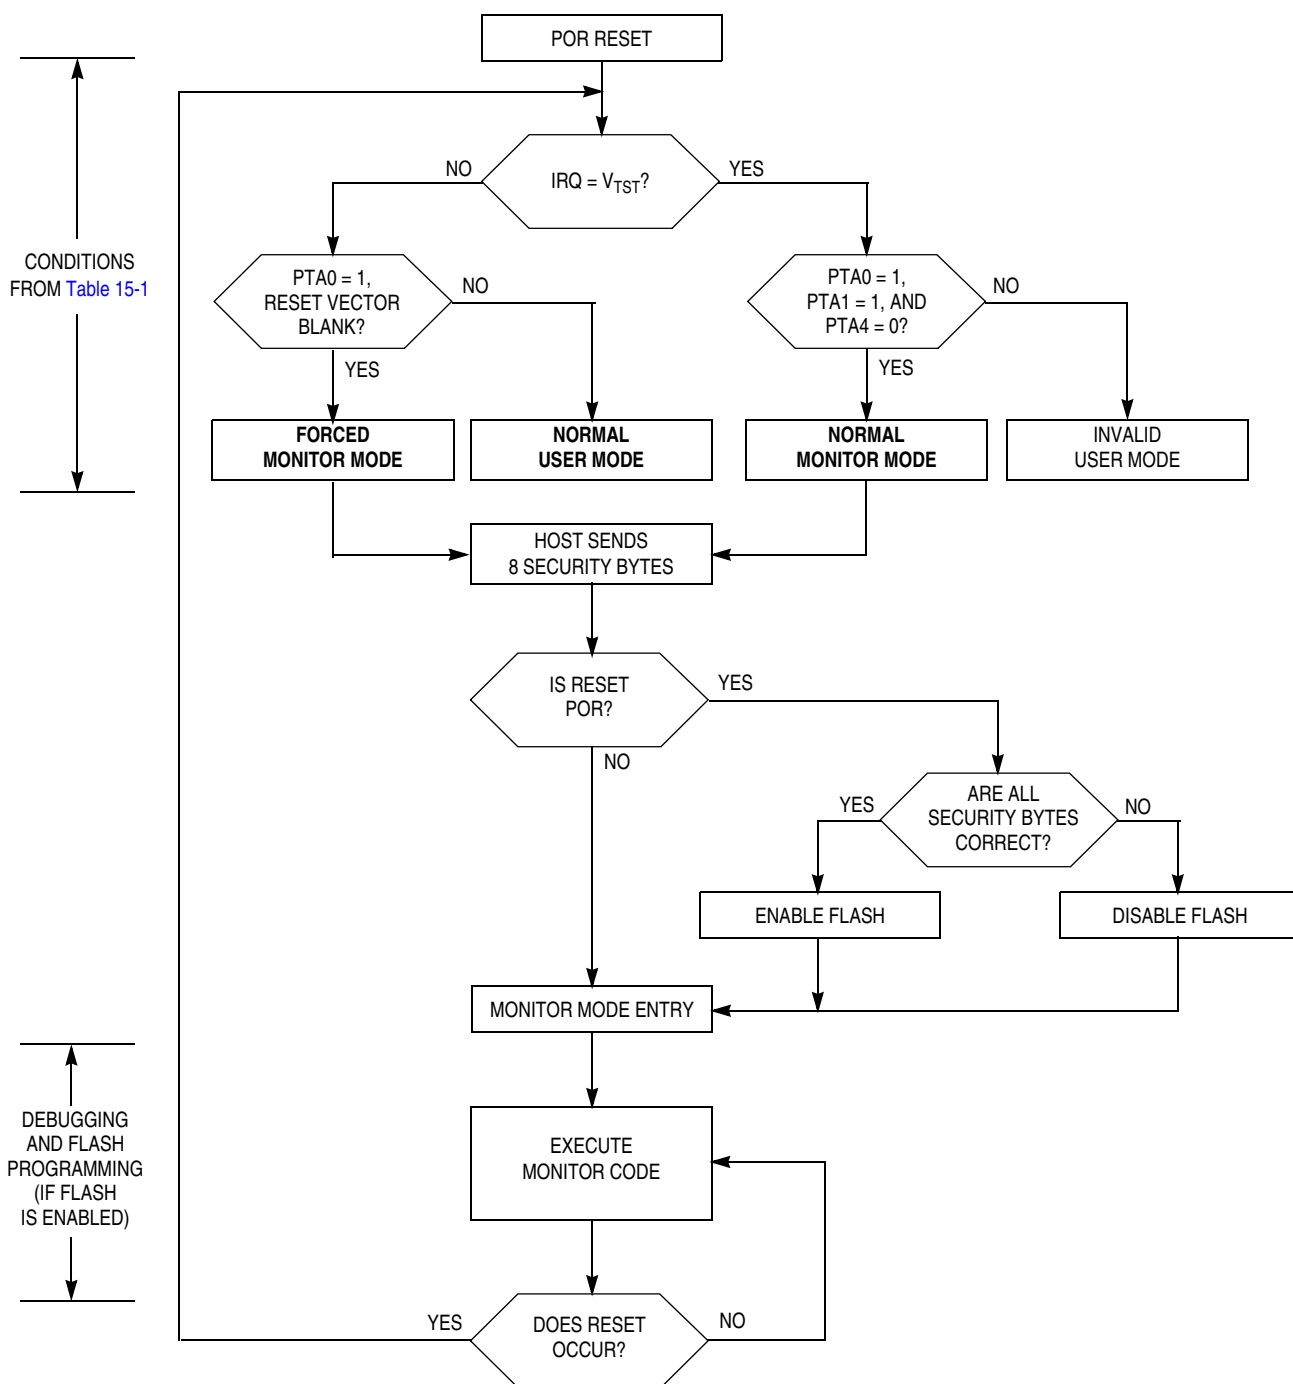 POR RESET
NO
IRQ = VTST?
YES
CONDITIONS
FROM Table 15-1
PTA0 = 1,
RESET VECTOR
BLANK?
NO
YES
PTA0 = 1,
PTA1 = 1, AND
PTA4 = 0?
NO
YES
FORCED
MONITOR MODE
NORMAL
USER MODE
NORMAL
MONITOR MODE
INVALID
USER MODE
HOST SENDS
8 SECURITY BYTES
IS RESET
POR?
YES
NO
YES
ARE ALL
SECURITY BYTES
CORRECT?
NO
ENABLE FLASH
DISABLE FLASH
MONITOR MODE ENTRY
DEBUGGING
AND FLASH
PROGRAMMING
(IF FLASH
IS ENABLED)
EXECUTE
MONITOR CODE
YES
DOES RESET
OCCUR?
NO